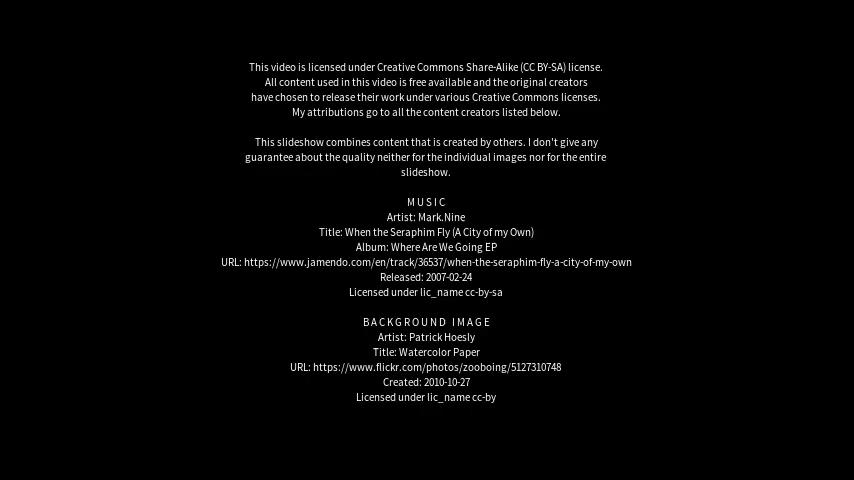 This video is licensed under Creative Commons Share-Alike (CC BY-SA) license.
All content used in this video is free available and the original creators
have chosen to release their work under various Creative Commons licenses.
My attributions go to all the content creators listed below.
This slideshow combines content that is created by others. I don't give any
guarantee about the quality neither for the individual images nor for the entire
slideshow.
MUSIC
Artist: Mark.Nine
Title: When the Seraphim Fly (A City of my Own)
Album: Where Are We Going EP
URL: https://www.jamendo.com/en/track/36537/when-the-seraphim-fly-a-city-of-my-own
Released: 2007-02-24
Licensed under lic_name cc-by-sa
BACKGROUND IMAGE
Artist: Patrick Hoesly
Title: Watercolor Paper
URL: https://www.flickr.com/photos/zooboing/5127310748
Created: 2010-10-27
Licensed under lic_name cc-by